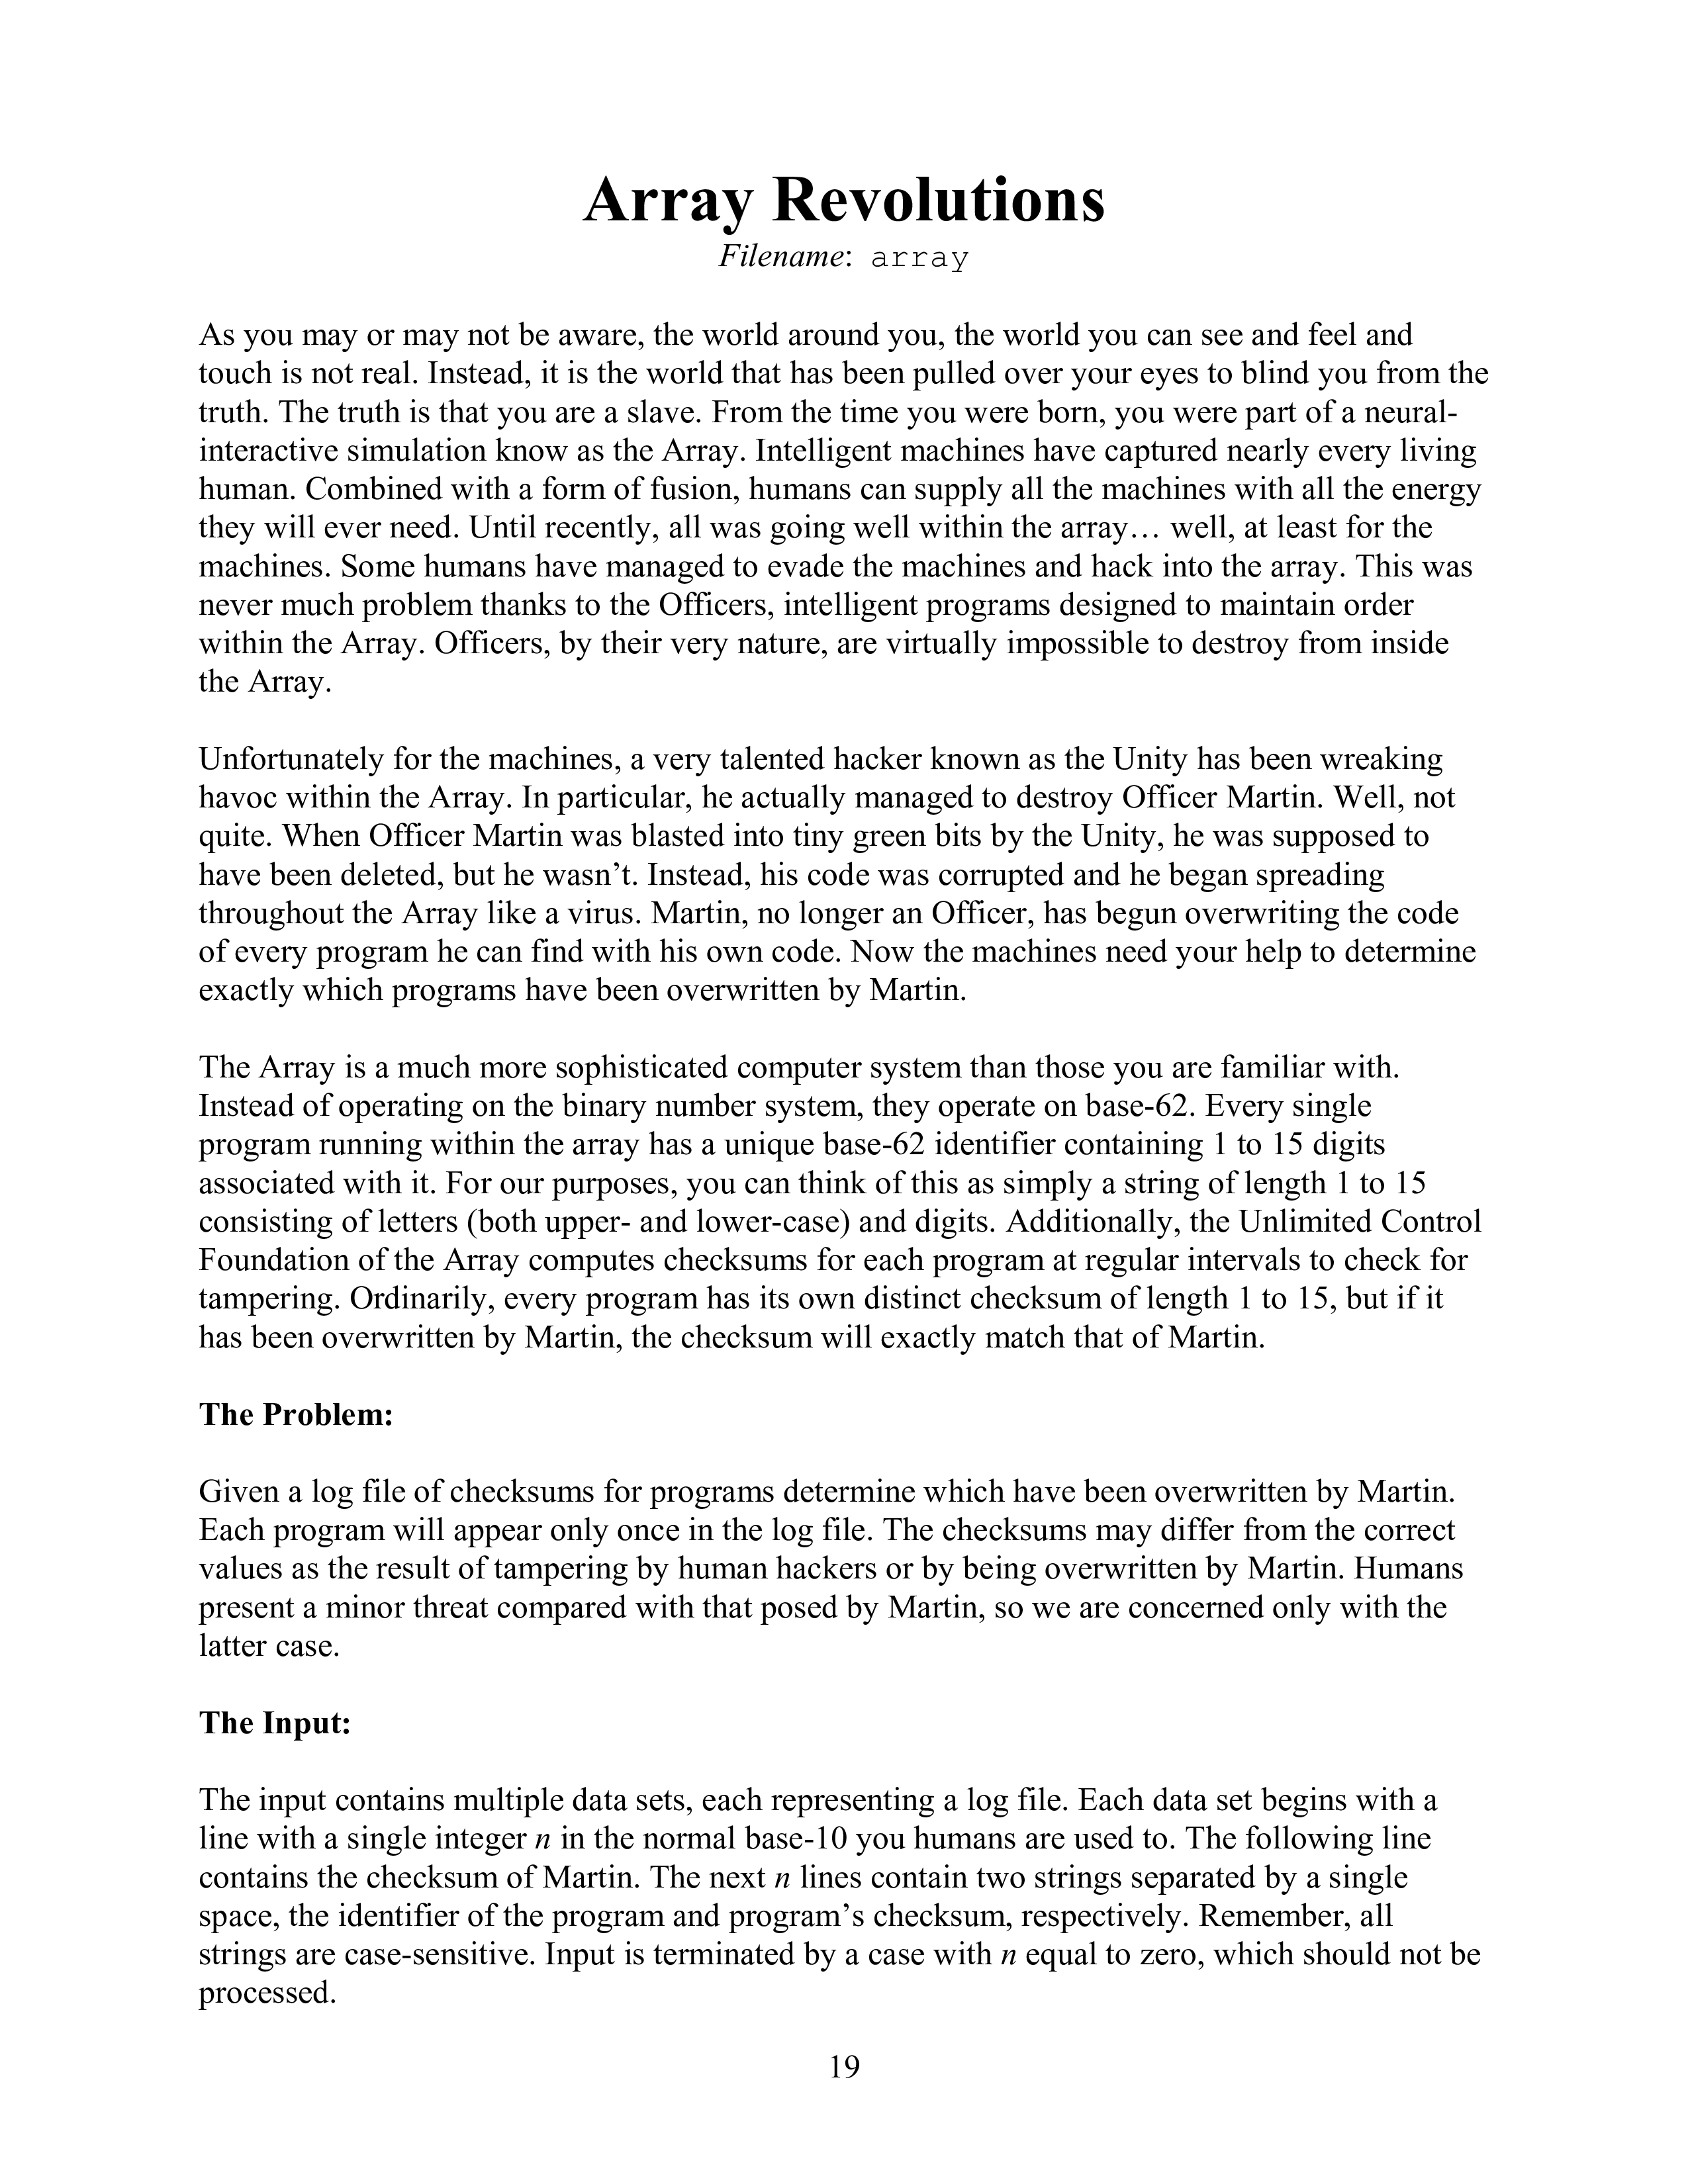 Array Revolutions
Filename: array
As you may or may not be aware, the world around you, the world you can see and feel and
touch is not real. Instead, it is the world that has been pulled over your eyes to blind you from the
truth. The truth is that you are a slave. From the time you were born, you were part of a neural-
interactive simulation know as the Array. Intelligent machines have captured nearly every living
human. Combined with a form of fusion, humans can supply all the machines with all the energy
they will ever need. Until recently, all was going well within the array… well, at least for the
machines. Some humans have managed to evade the machines and hack into the array. This was
never much problem thanks to the Officers, intelligent programs designed to maintain order
within the Array. Officers, by their very nature, are virtually impossible to destroy from inside
the Array.
Unfortunately for the machines, a very talented hacker known as the Unity has been wreaking
havoc within the Array. In particular, he actually managed to destroy Officer Martin. Well, not
quite. When Officer Martin was blasted into tiny green bits by the Unity, he was supposed to
have been deleted, but he wasn’t. Instead, his code was corrupted and he began spreading
throughout the Array like a virus. Martin, no longer an Officer, has begun overwriting the code
of every program he can find with his own code. Now the machines need your help to determine
exactly which programs have been overwritten by Martin.
The Array is a much more sophisticated computer system than those you are familiar with.
Instead of operating on the binary number system, they operate on base-62. Every single
program running within the array has a unique base-62 identifier containing 1 to 15 digits
associated with it. For our purposes, you can think of this as simply a string of length 1 to 15
consisting of letters (both upper- and lower-case) and digits. Additionally, the Unlimited Control
Foundation of the Array computes checksums for each program at regular intervals to check for
tampering. Ordinarily, every program has its own distinct checksum of length 1 to 15, but if it
has been overwritten by Martin, the checksum will exactly match that of Martin.
The Problem:
Given a log file of checksums for programs determine which have been overwritten by Martin.
Each program will appear only once in the log file. The checksums may differ from the correct
values as the result of tampering by human hackers or by being overwritten by Martin. Humans
present a minor threat compared with that posed by Martin, so we are concerned only with the
latter case.
The Input:
The input contains multiple data sets, each representing a log file. Each data set begins with a
line with a single integer n in the normal base-10 you humans are used to. The following line
contains the checksum of Martin. The next n lines contain two strings separated by a single
space, the identifier of the program and program’s checksum, respectively. Remember, all
strings are case-sensitive. Input is terminated by a case with n equal to zero, which should not be
processed.
19